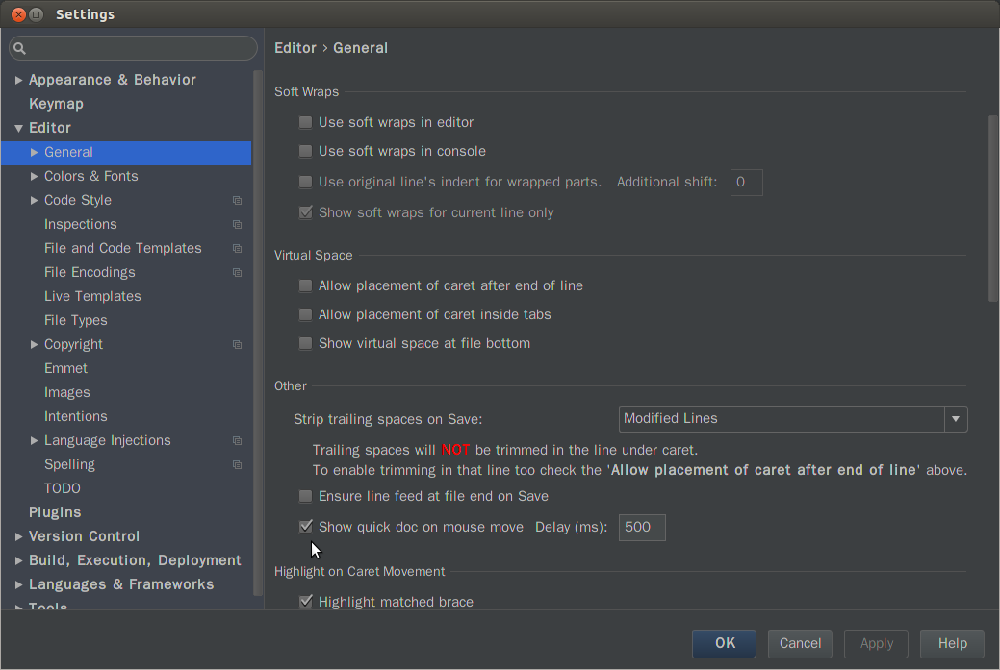 Settings
Appearance & Behavior
Keymap
Editor
General
Colors & Fonts
Code Style
Inspections
File and Code Templates
File Encodings
Live Templates
File Types
Copyright
Emmet
Images
Intentions
Language Injections
Spelling
TODO
Plugins
Version Control
Build, Execution, Deployment
Languages & Frameworks
Tools
Editor › General
Soft Wraps
Use soft wraps in editor
Use soft wraps in console
Use original line's indent for wrapped parts. Additional shift: 0
Show soft wraps for current line only
Virtual Space
Allow placement of caret after end of line
Allow placement of caret inside tabs
Show virtual space at file bottom
Other
Strip trailing spaces on Save: Modified Lines
Trailing spaces will NOT be trimmed in the line under caret.
To enable trimming in that line too check the 'Allow placement of caret after end of line' above.
Ensure line feed at file end on Save
Show quick doc on mouse move Delay (ms): 500
Highlight on Caret Movement
Highlight matched brace
OK Cancel Apply Help